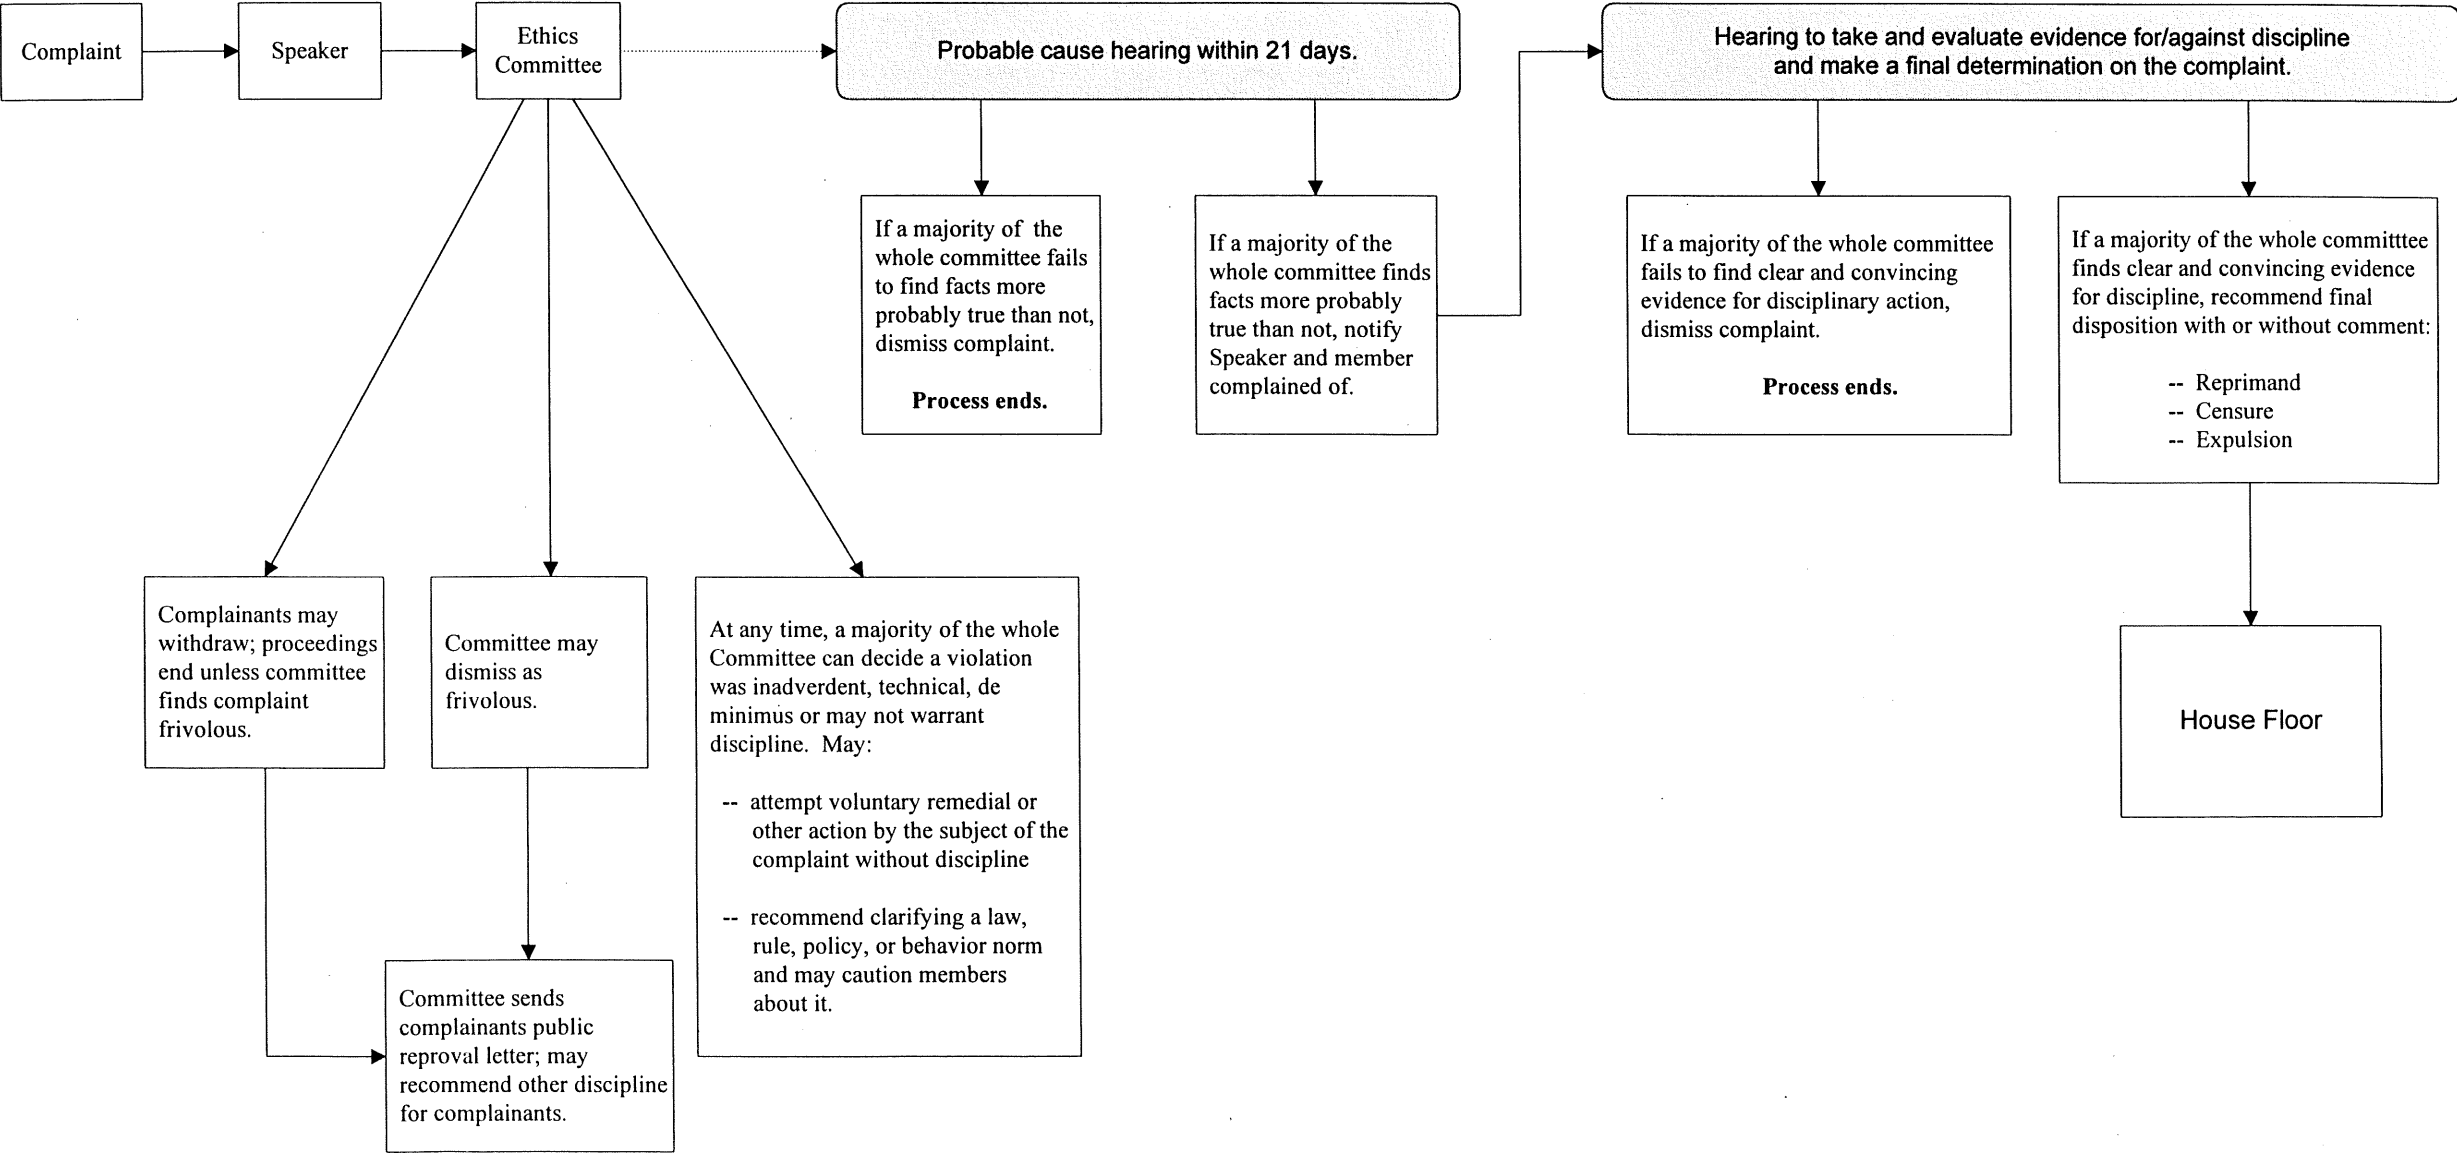 Complaint
Speaker
Ethics
Committee
Probable cause hearing within 21 days.
Hearing to take and evaluate evidence for/against discipline
and make a final determination on the complaint.
If a majority of the
whole committee fails
to find facts more
probably true than not,
dismiss complaint.
Process ends.
If a majority of the
whole committee finds
facts more probably
true than not, notify
Speaker and member
complained of.
If a majority of the whole committee
fails to find clear and convincing
evidence for disciplinary action,
dismiss complaint.
Process ends.
If a majority of the whole committtee
finds clear and convincing evidence
for discipline, recommend final
disposition with or without comment:
-- Reprimand
-- Censure
-- Expulsion
Complainants may
withdraw; proceedings
end unless committee
finds complaint
frivolous.
Committee may
dismiss as
frivolous.
At any time, a majority of the whole
Committee can decide a violation
was inadverdent, technical, de
minimus or may not warrant
discipline. May:
-- attempt voluntary remedial or
other action by the subject of the
complaint without discipline
-- recommend clarifying a law,
rule, policy, or behavior norm
and may caution members
about it.
House Floor
Committee sends
complainants public
reproval letter; may
recommend other discipline
for complainants.